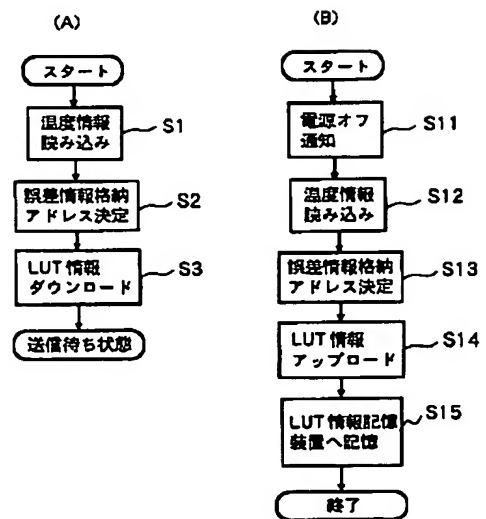 (A)
スタート
温度情報
読み込み
S1
誤差情報格納
アドレス決定
S2
LUT情報
ダウンロード
S3
送信待ち状態
(B)
スタート
電源オフ
通知
S11
温度情報
読み込み
S12
誤差情報格納
アドレス決定
S13
LUT情報
アップロード
S14
LUT情報記憶
装置へ記憶
S15
終了